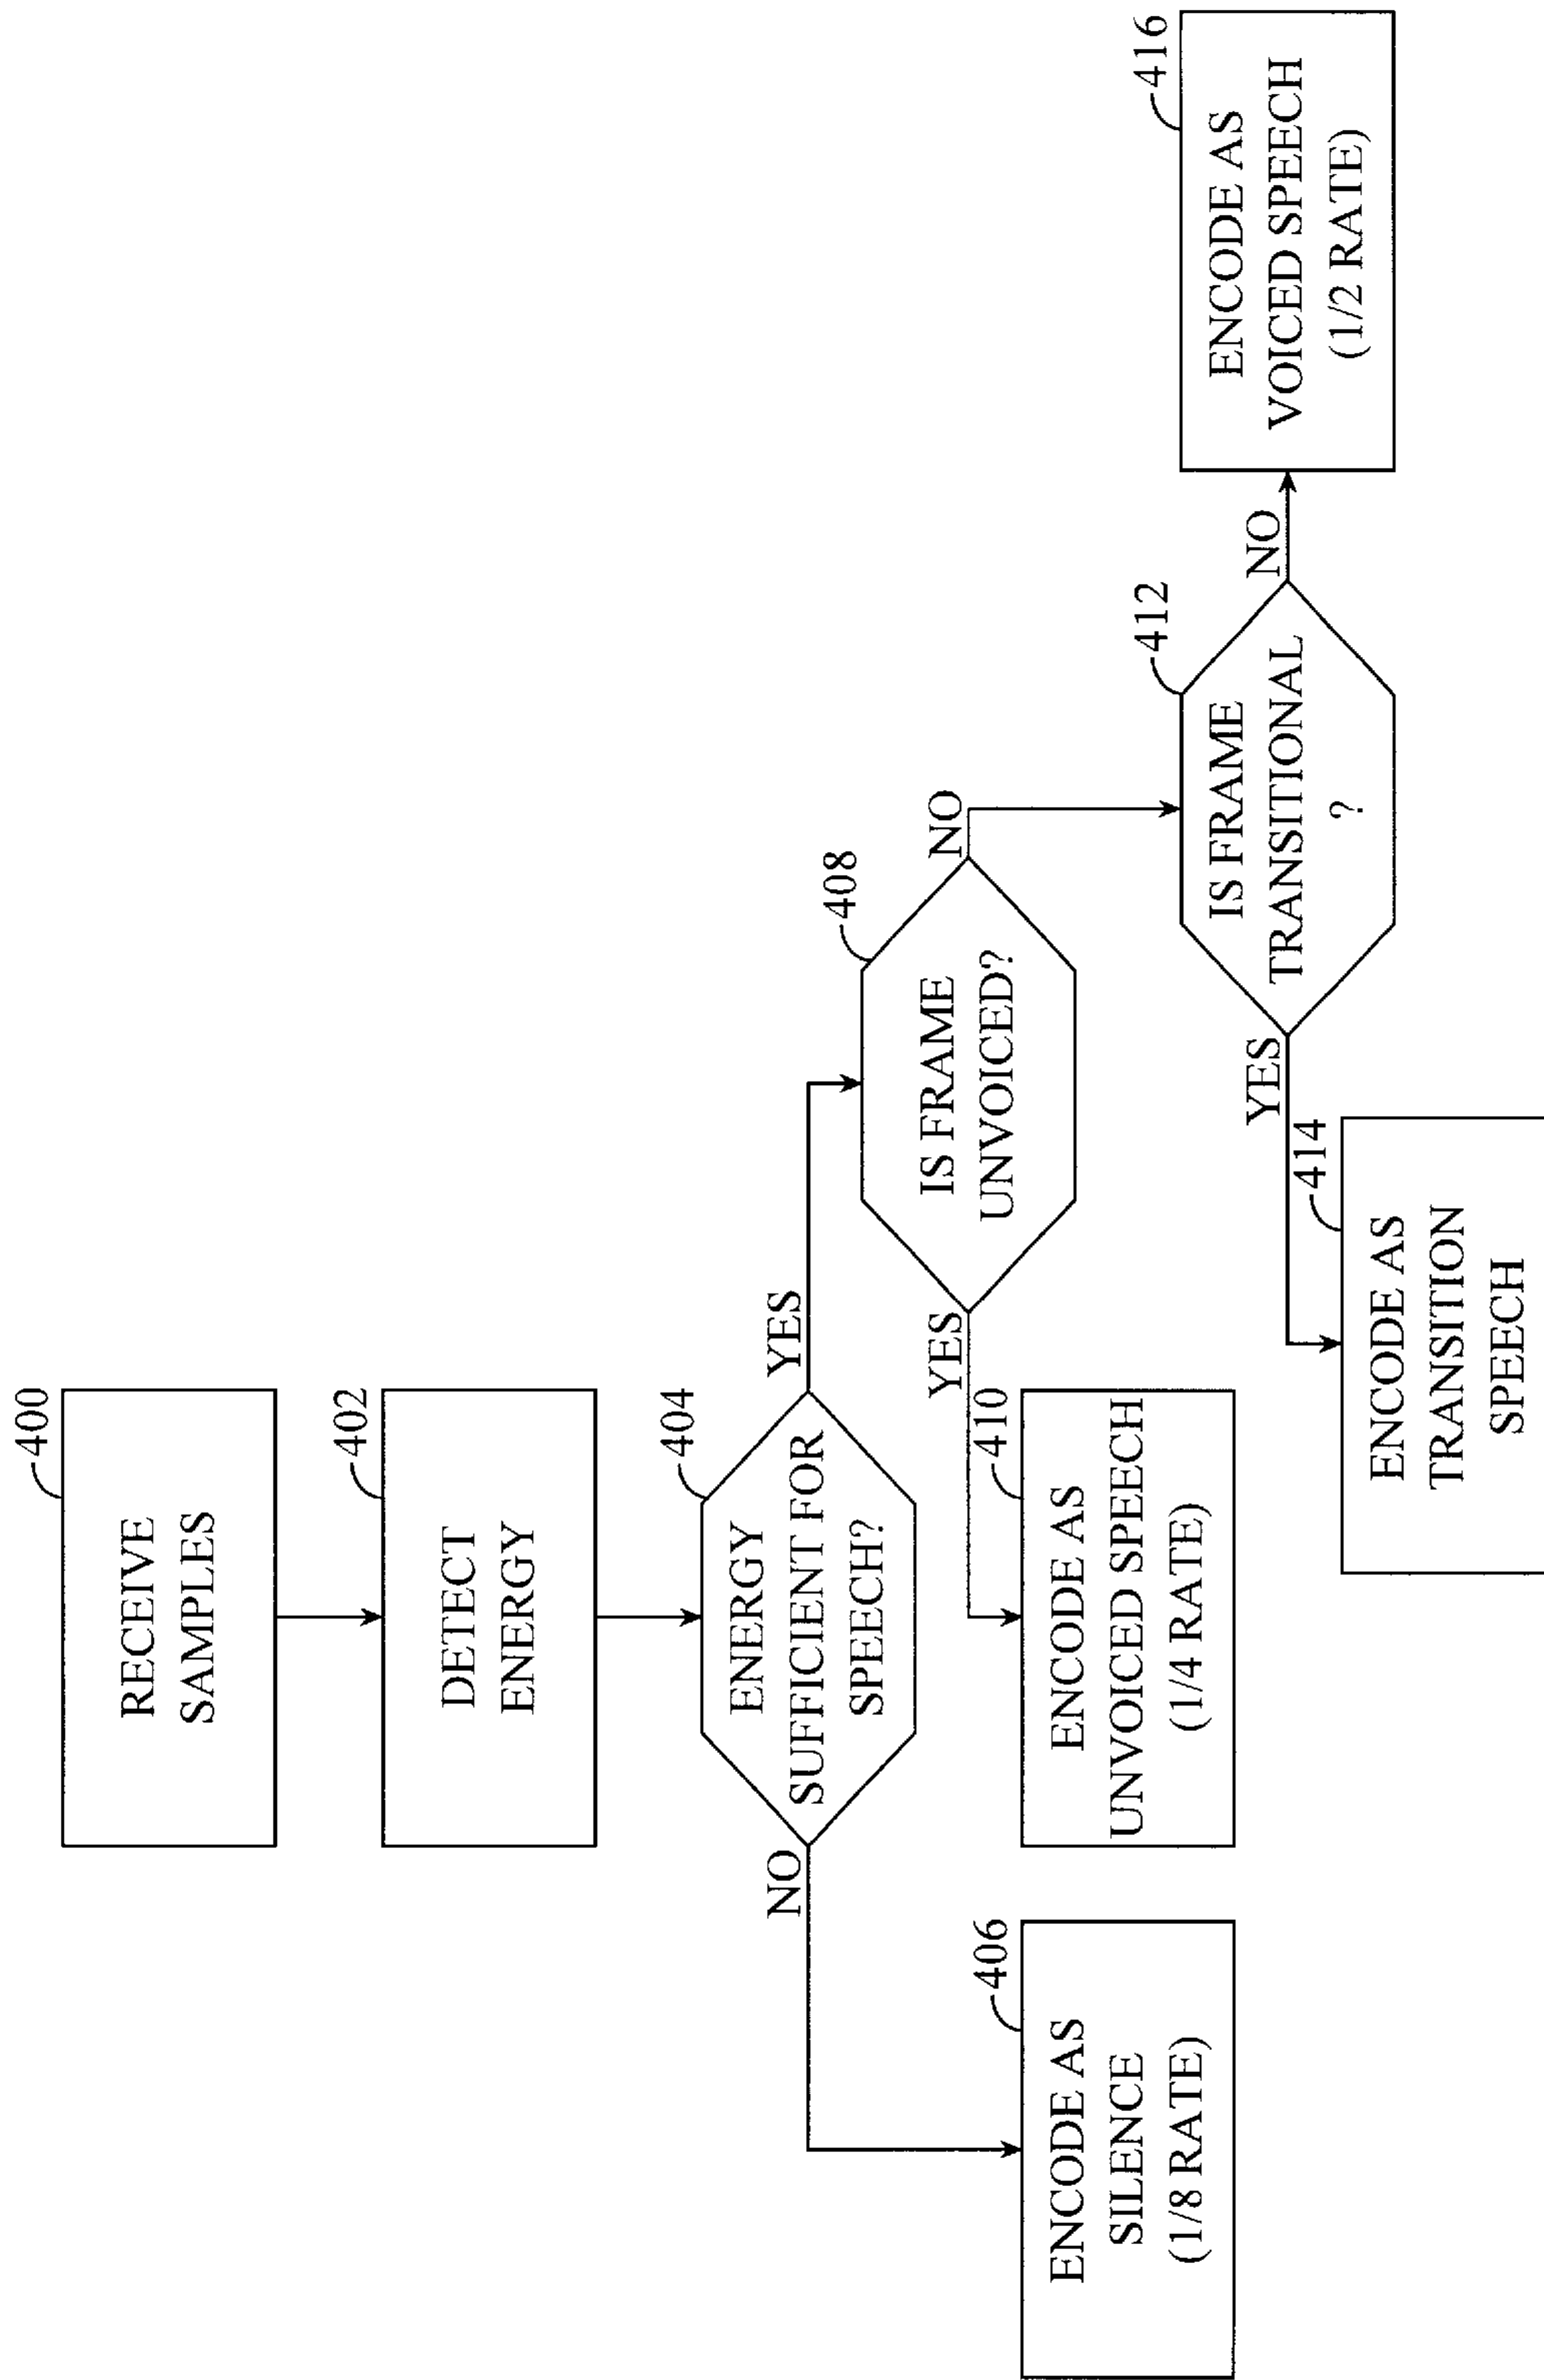 400
RECEIVE
SAMPLES
402
DETECT
ENERGY
404
ENERGY
SUFFICIENT FOR
SPEECH?
NO
YES
406
ENCODE AS
SILENCE
(1/8 RATE)
408
IS FRAME
UNVOICED?
YES
NO
410
ENCODE AS
UNVOICED SPEECH
(1/4 RATE)
412
IS FRAME
TRANSITIONAL
?
YES
NO
414
ENCODE AS
TRANSITION
SPEECH
416
ENCODE AS
VOICED SPEECH
(1/2 RATE)